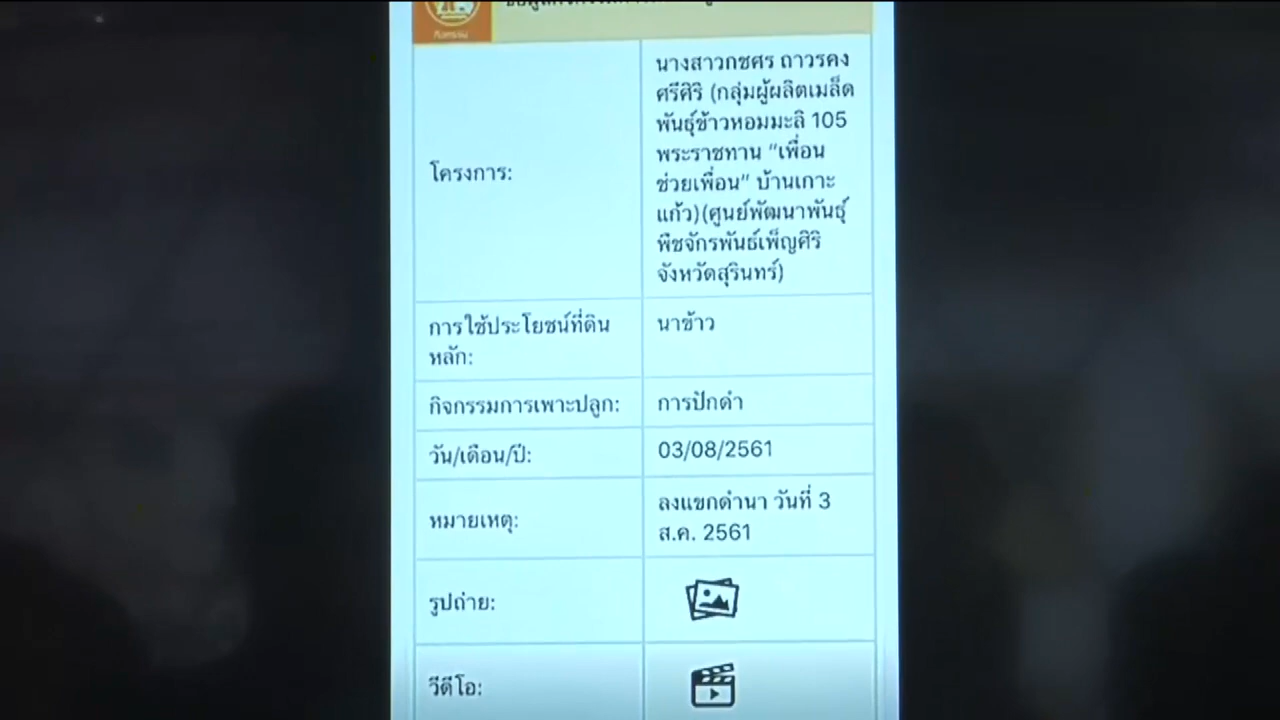 กิจกรรม
โครงการ:
นางสาวกชศร ถาวรคง
ศรีศิริ (กลุ่มผู้ผลิตเมล็ด
พันธุ์ข้าวหอมมะลิ 105
พระราชทาน “เพื่อน
ช่วยเพื่อน” บ้านเกาะ
แก้ว)(ศูนย์พัฒนาพันธุ์
พืชจักรพันธ์เพ็ญศิริ
จังหวัดสุรินทร์)
การใช้ประโยชน์ที่ดิน
หลัก:
นาข้าว
กิจกรรมการเพาะปลูก:
การปักดำ
วัน/เดือน/ปี:
03/08/2561
หมายเหตุ:
ลงแขกดำนา วันที่ 3
ส.ค. 2561
รูปถ่าย:
วีดีโอ: